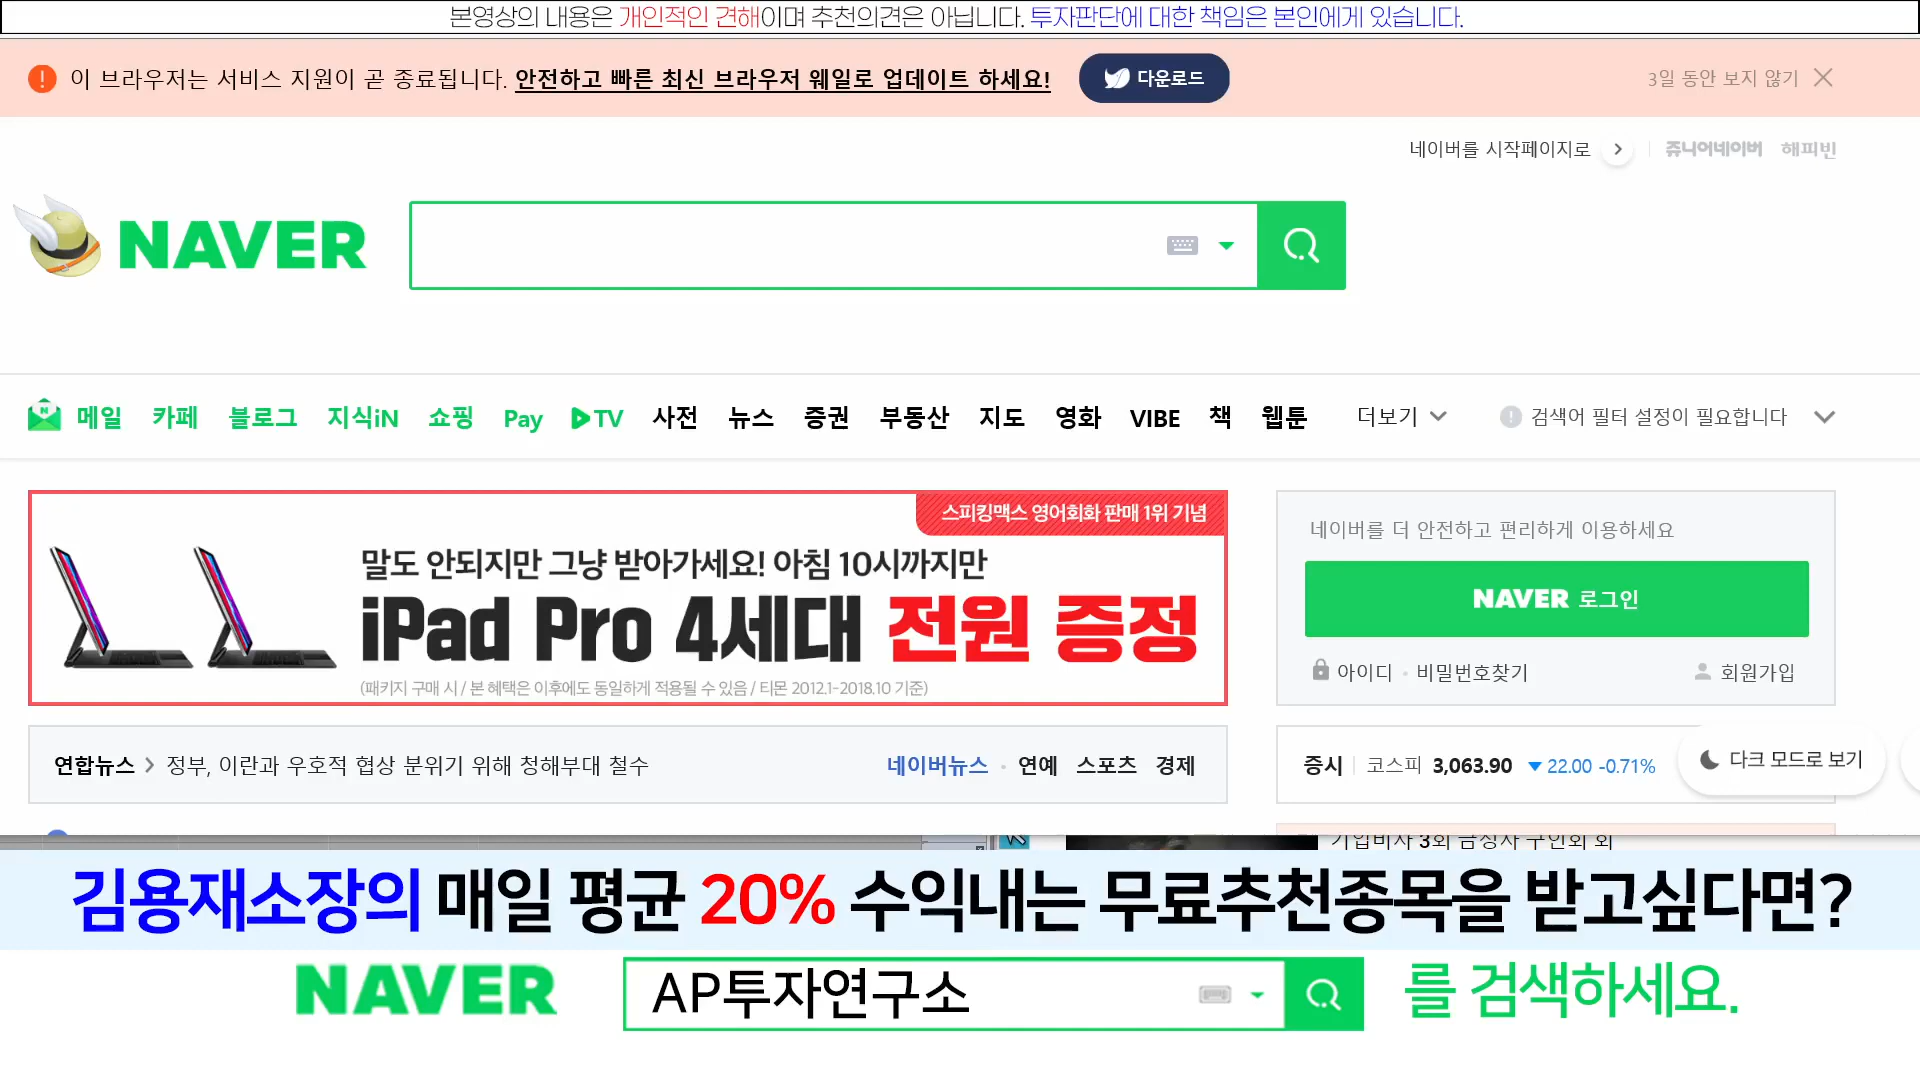 본영상의 내용은 개인적인 견해이며 추천의견은 아닙니다. 투자판단에 대한 책임은 본인에게 있습니다.
이 브라우저는 서비스 지원이 곧 종료됩니다. 안전하고 빠른 최신 브라우저 웨일로 업데이트 하세요! 다운로드 3일 동안 보지 않기
네이버를 시작페이지로 쥬니어네이버 해피빈
NAVER
메일 카페 블로그 지식iN 쇼핑 Pay TV 사전 뉴스 증권 부동산 지도 영화 VIBE 책 웹툰 더보기 검색어 필터 설정이 필요합니다
스피킹맥스 영어회화 판매 1위 기념
말도 안되지만 그냥 받아가세요! 아침 10시까지만
iPad Pro 4세대 전원 증정
(패키지 구매 시 / 본 혜택은 이후에도 동일하게 적용될 수 있음 / 티몬 2012.1-2018.10 기준)
네이버를 더 안전하고 편리하게 이용하세요
NAVER 로그인
아이디 · 비밀번호찾기 회원가입
연합뉴스 > 정부, 이란과 우호적 협상 분위기 위해 청해부대 철수 네이버뉴스 · 연예 스포츠 경제
증시 코스피 3,063.90 ▼ 22.00 -0.71% 다크 모드로 보기
김용재소장의 매일 평균 20% 수익내는 무료추천종목을 받고싶다면?
NAVER AP투자연구소 를 검색하세요.